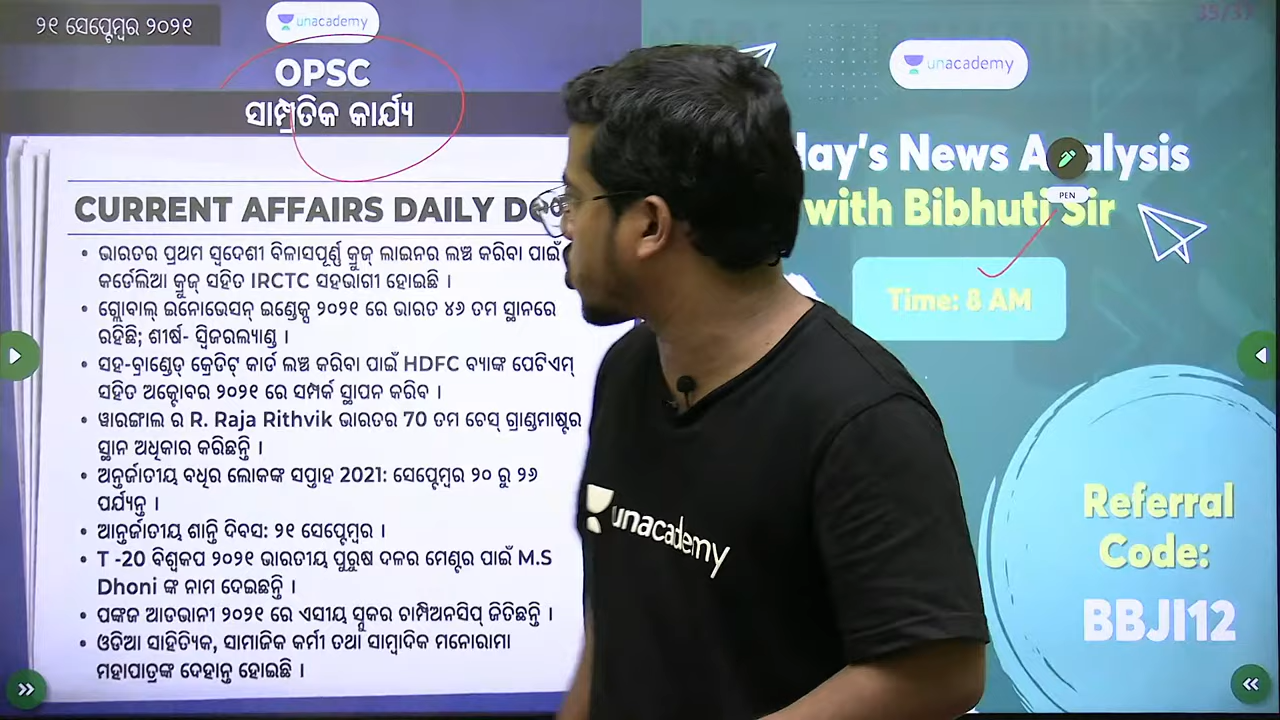 ୨୧ ସେପ୍ଟେମ୍ବର ୨୦୨୧
unacademy
OPSC
ସାମ୍ପ୍ରତିକ କାର୍ଯ୍ୟ
CURRENT AFFAIRS DAILY
• ଭାରତର ପ୍ରଥମ ସ୍ୱଦେଶୀ ବିଳାସପୂର୍ଣ୍ଣ କ୍ରୁଜ୍ ଲାଇନର ଲଞ୍ଚ କରିବା ପାଇଁ
କର୍ଡେଲିଆ କ୍ରୁଜ୍ ସହିତ IRCTC ସହଭାଗୀ ହୋଇଛି ।
• ଗ୍ଲୋବାଲ୍ ଇନୋଭେସନ୍ ଇଣ୍ଡେକ୍ସ ୨୦୨୧ ରେ ଭାରତ ୪୬ ତମ ସ୍ଥାନରେ
ରହିଛି; ଶୀର୍ଷ- ସ୍ୱିଜରଲ୍ୟାଣ୍ଡ ।
• ସହ-ବ୍ରାଣ୍ଡେଡ୍ କ୍ରେଡିଟ୍ କାର୍ଡ ଲଞ୍ଚ କରିବା ପାଇଁ HDFC ବ୍ୟାଙ୍କ ପେଟିଏମ୍
ସହିତ ଅକ୍ଟୋବର ୨୦୨୧ ରେ ସମ୍ପର୍କ ସ୍ଥାପନ କରିବ ।
• ୱାରଙ୍ଗାଲ ର R. Raja Rithvik ଭାରତର 70 ତମ ଚେସ୍ ଗ୍ରାଣ୍ଡମାଷ୍ଟର
ସ୍ଥାନ ଅଧିକାର କରିଛନ୍ତି ।
• ଅନ୍ତର୍ଜାତୀୟ ବଧିର ଲୋକଙ୍କ ସପ୍ତାହ 2021: ସେପ୍ଟେମ୍ବର ୨୦ ରୁ ୨୬
ପର୍ଯ୍ୟନ୍ତ ।
• ଆନ୍ତର୍ଜାତୀୟ ଶାନ୍ତି ଦିବସ: ୨୧ ସେପ୍ଟେମ୍ବର ।
• T -20 ବିଶ୍ୱକପ ୨୦୨୧ ଭାରତୀୟ ପୁରୁଷ ଦଳର ମେଣ୍ଟର ପାଇଁ M.S
Dhoni ଙ୍କ ନାମ ଦେଇଛନ୍ତି ।
• ପଙ୍କଜ ଆଡଭାନୀ ୨୦୨୧ ରେ ଏସୀୟ ସ୍ନୁକର ଚାମ୍ପିଅନସିପ୍ ଜିତିଛନ୍ତି ।
• ଓଡିଆ ସାହିତ୍ୟିକ, ସାମାଜିକ କର୍ମୀ ତଥା ସାମ୍ବାଦିକ ମନୋରାମା
ମହାପାତ୍ରଙ୍କ ଦେହାନ୍ତ ହୋଇଛି ।
unacademy
unacademy
News Analysis
PEN
with Bibhuti Sir
Time: 8 AM
Referral
Code:
BBJI12